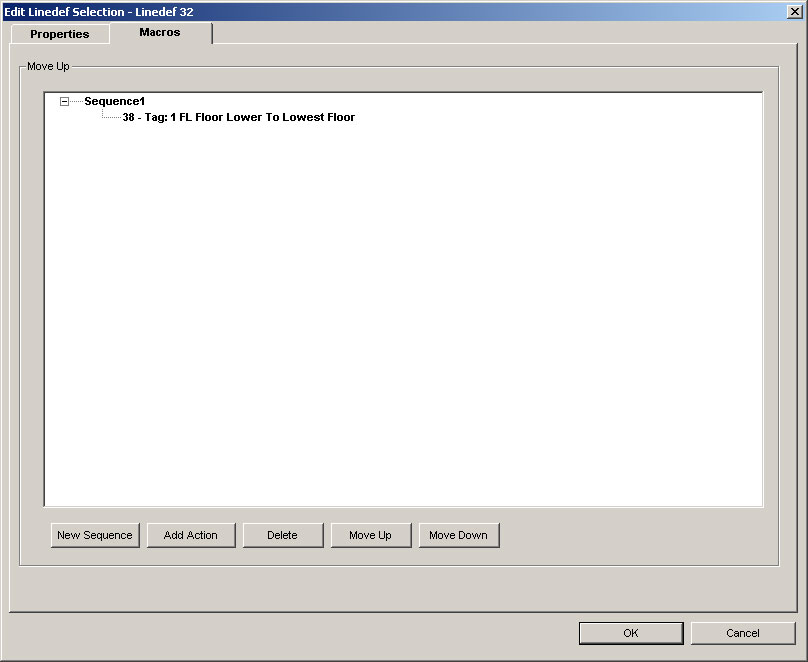 Edit Linedef Selection - Linedef 32
Properties
Macros
Move Up
Sequence1
38 - Tag: 1 FL Floor Lower To Lowest Floor
New Sequence
Add Action
Delete
Move Up
Move Down
OK
Cancel